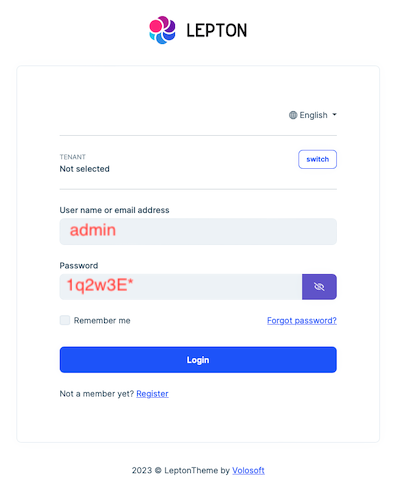 LEPTON
English
TENANT
Not selected
switch
User name or email address
admin
Password
1q2w3E*
Remember me
Forgot password?
Login
Not a member yet? Register
2023 © LeptonTheme by Volosoft